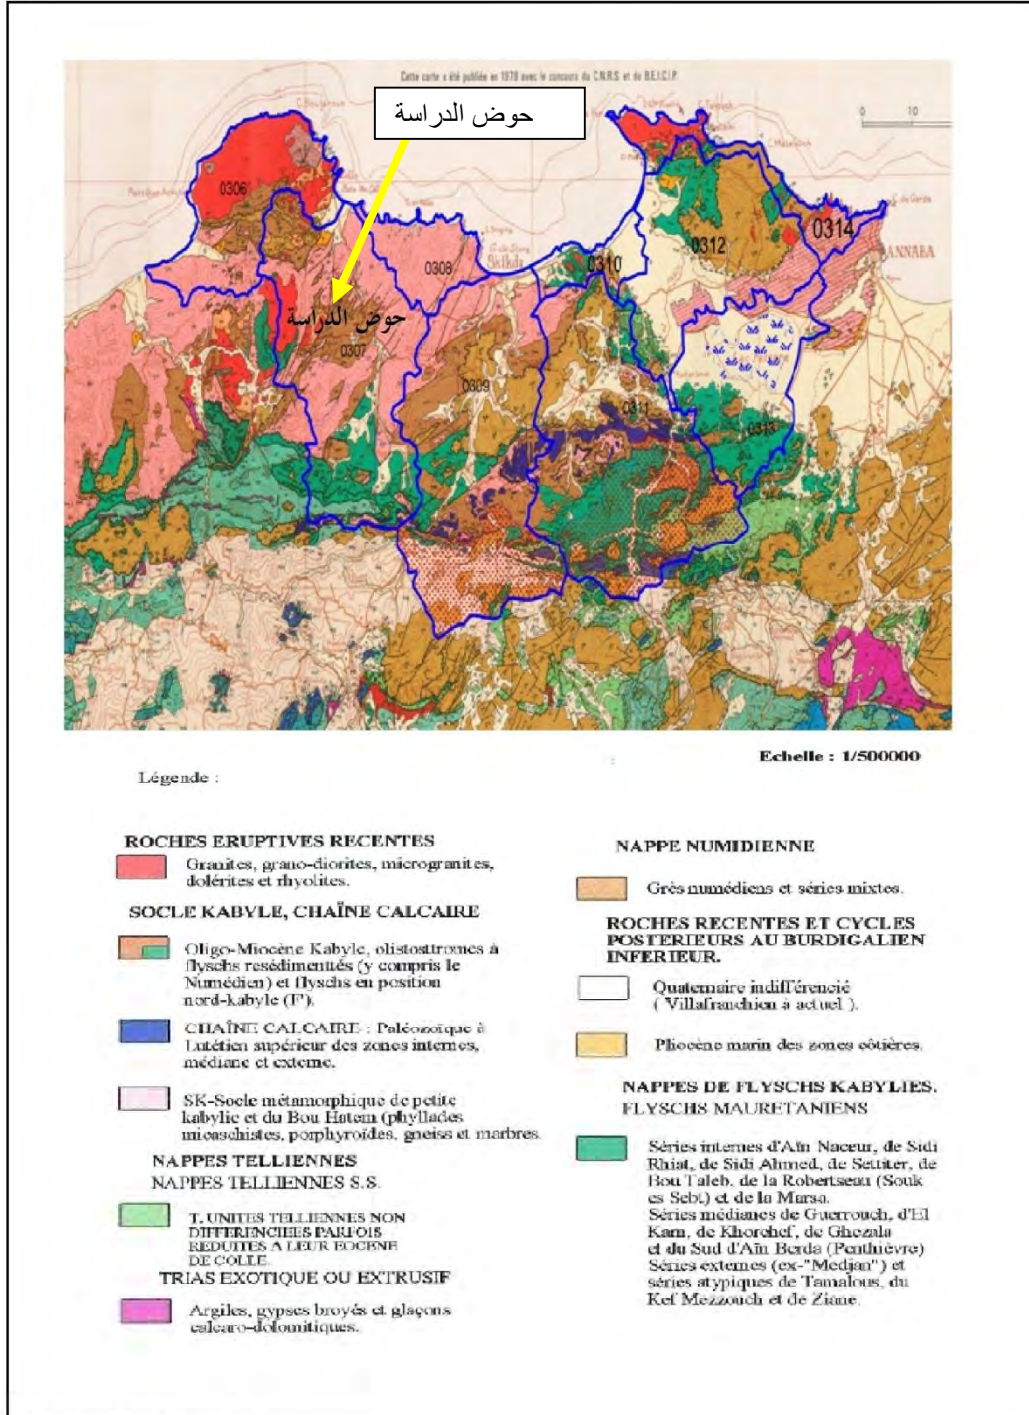 Cette carte a été publiée en 1978 avec le concours du C.N.R.S et de B.E.I.C.I.P.
حوض الدراسة
0 10
0306
0308
Skikda
0310
0312
0314
ANNABA
حوض الدراسة
0307
0309
0311
0313
Echelle : 1/500000
Légende :
ROCHES ERUPTIVES RECENTES
Granites, grano-diorites, microgranites,
dolérites et rhyolites.
SOCLE KABYLE, CHAÎNE CALCAIRE
Oligo-Miocène Kabyle, olistosttromes à
flyschs resédimenttés (y compris le
Numédien) et flyschs en position
nord-kabyle (F').
CHAÎNE CALCAIRE : Paléozoïque à
Lutétien supérieur des zones internes,
médiane et externe.
SK-Socle métamorphique de petite
kabylie et du Bou Hatem (phyllades
micaschistes, porphyroïdes, gneiss et marbres.
NAPPES TELLIENNES
NAPPES TELLIENNES S.S.
T. UNITES TELLIENNES NON
DIFFERENCIEES PARFOIS
REDUITES A LEUR EOCENE
DE COLLE.
TRIAS EXOTIQUE OU EXTRUSIF
Argiles, gypses broyés et glaçons
calcaro-dolomitiques.
NAPPE NUMIDIENNE
Grès numédiens et séries mixtes.
ROCHES RECENTES ET CYCLES
POSTERIEURS AU BURDIGALIEN
INFERIEUR.
Quaternaire indifférencié
( Villafranchien à actuel ).
Pliocène marin des zones côtières.
NAPPES DE FLYSCHS KABYLIES.
FLYSCHS MAURETANIENS
Séries internes d'Aïn Naceur, de Sidi
Rhiat, de Sidi Ahmed, de Settiter, de
Bou Taleb, de la Robertseau (Souk
es Sebt) et de la Marsa.
Séries médianes de Guerrouch, d'El
Kam, de Khorchef, de Ghezala
et du Sud d'Aïn Berda (Penthièvre)
Séries externes (ex-"Medjan") et
séries atypiques de Tamalous, du
Kef Mezzouch et de Ziane.